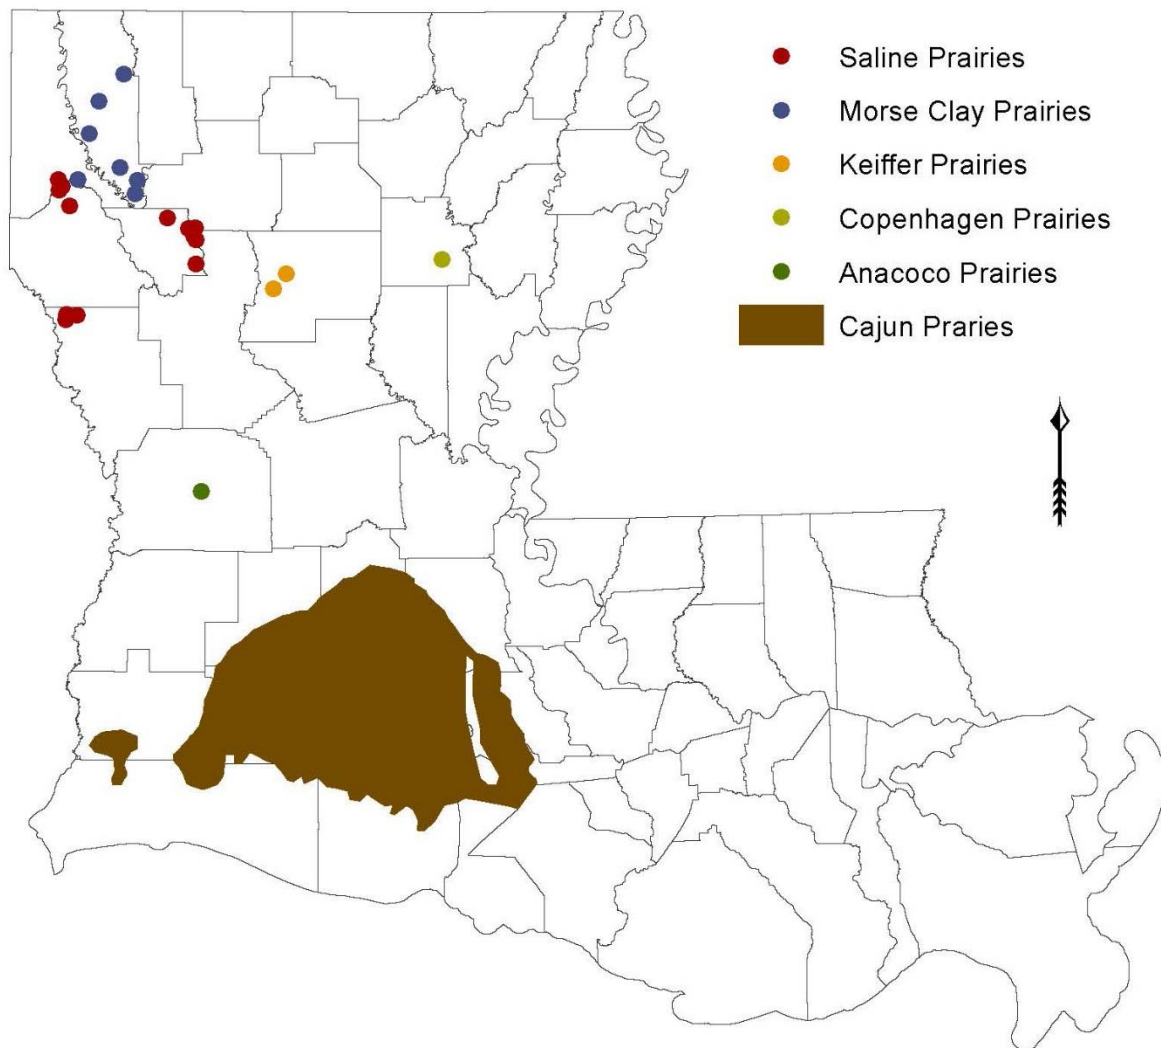 Saline Prairies
Morse Clay Prairies
Keiffer Prairies
Copenhagen Prairies
Anacoco Prairies
Cajun Praries